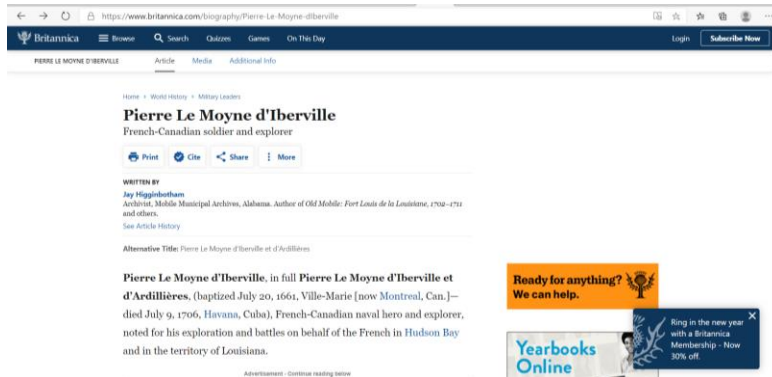 https://www.britannica.com/biography/Pierre-Le-Moyne-dIberville
Britannica Browse Search Quizzes Games On This Day Login Subscribe Now
PIERRE LE MOYNE D'IBERVILLE Article Media Additional Info
Home > World History > Military Leaders
Pierre Le Moyne d'Iberville
French-Canadian soldier and explorer
Print Cite Share More
WRITTEN BY
Jay Higginbotham
Archivist, Mobile Municipal Archives, Alabama. Author of Old Mobile: Fort Louis de la Louisiane, 1702–1711
and others.
See Article History
Alternative Title: Pierre Le Moyne d'Iberville et d'Ardillières
Pierre Le Moyne d'Iberville, in full Pierre Le Moyne d'Iberville et
d'Ardillières, (baptized July 20, 1661, Ville-Marie [now Montreal, Can.]—
died July 9, 1706, Havana, Cuba), French-Canadian naval hero and explorer,
noted for his exploration and battles on behalf of the French in Hudson Bay
and in the territory of Louisiana.
Advertisement - Continue reading below
Ready for anything?
We can help.
Yearbooks
Online
Ring in the new year
with a Britannica
Membership - Now
30% off.